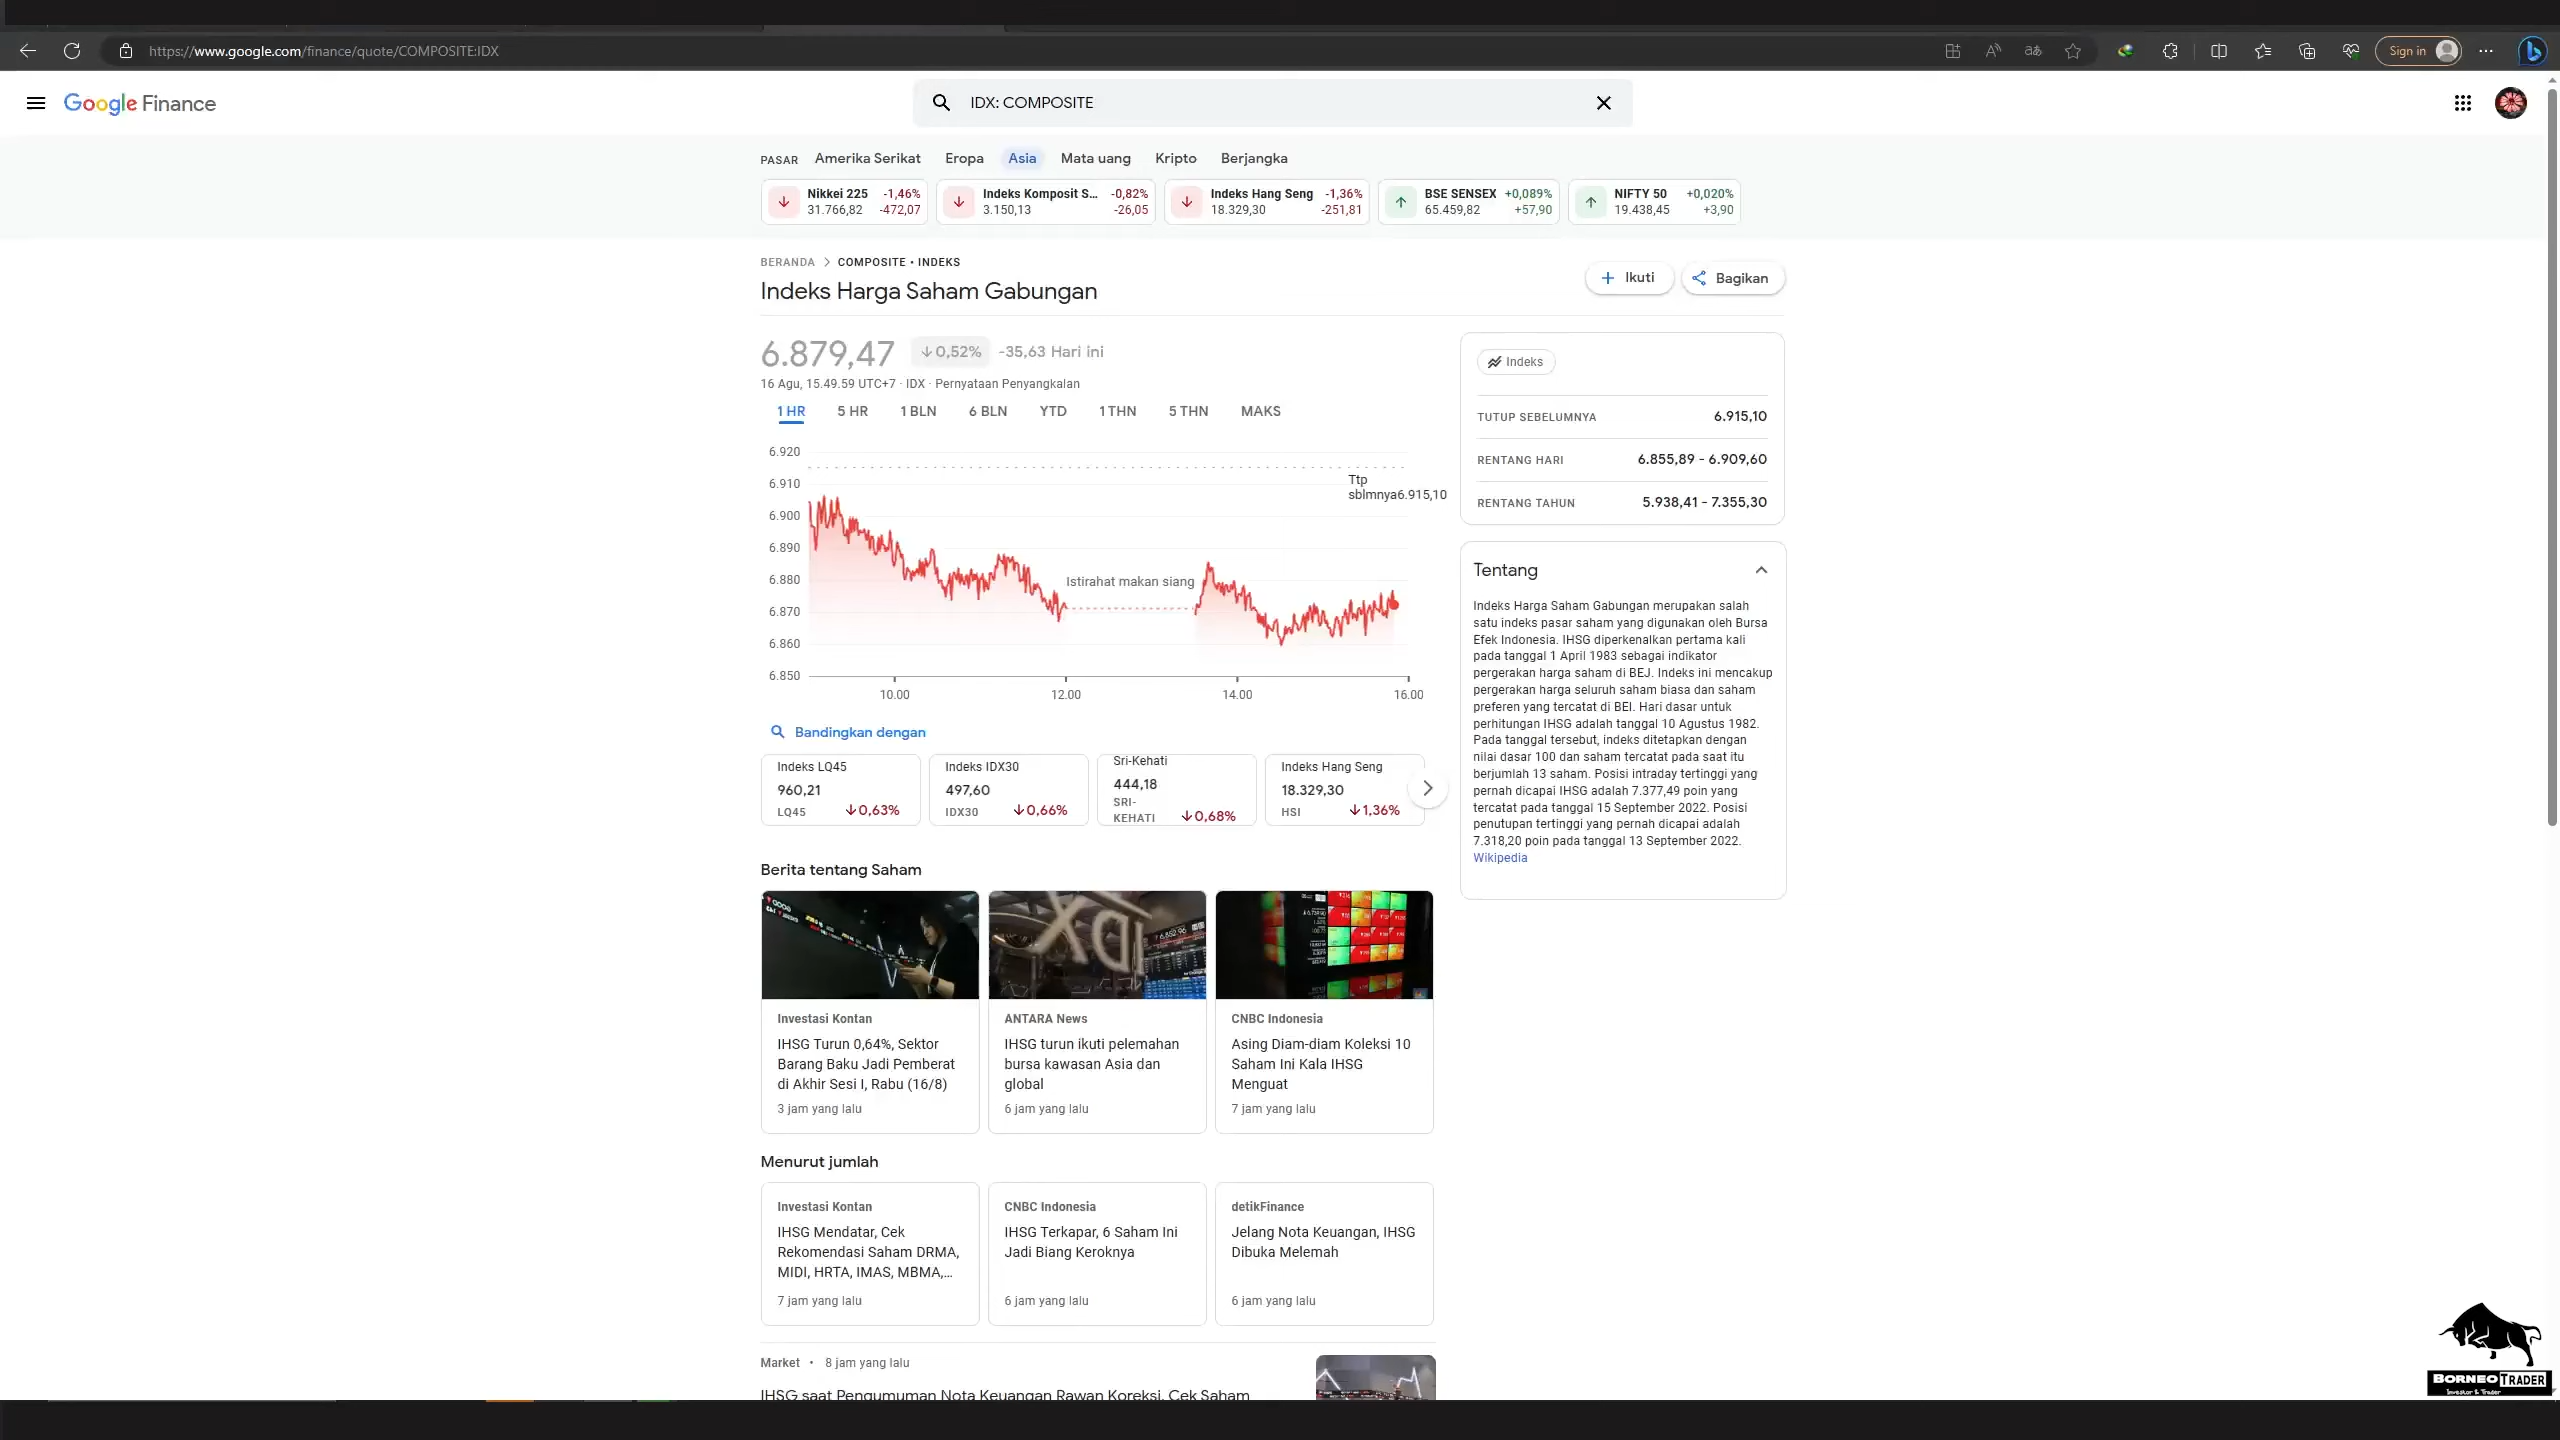 https://www.google.com/finance/quote/COMPOSITE:IDX
Sign in
Google Finance
IDX: COMPOSITE
PASAR
Amerika Serikat
Eropa
Asia
Mata uang
Kripto
Berjangka
Nikkei 225 -1,46%
31.766,82 -472,07
Indeks Komposit S... -0,82%
3.150,13 -26,05
Indeks Hang Seng -1,36%
18.329,30 -251,81
BSE SENSEX +0,089%
65.459,82 +57,90
NIFTY 50 +0,020%
19.438,45 +3,90
BERANDA > COMPOSITE • INDEKS
Indeks Harga Saham Gabungan
Ikuti
Bagikan
6.879,47 ↓0,52% -35,63 Hari ini
16 Agu, 15.49.59 UTC+7 · IDX · Pernyataan Penyangkalan
1 HR 5 HR 1 BLN 6 BLN YTD 1 THN 5 THN MAKS
6.920
6.910
6.900
6.890
6.880
6.870
6.860
6.850
Ttp
sblmnya6.915,10
Istirahat makan siang
10.00 12.00 14.00 16.00
Indeks
TUTUP SEBELUMNYA 6.915,10
RENTANG HARI 6.855,89 - 6.909,60
RENTANG TAHUN 5.938,41 - 7.355,30
Tentang
Indeks Harga Saham Gabungan merupakan salah
satu indeks pasar saham yang digunakan oleh Bursa
Efek Indonesia. IHSG diperkenalkan pertama kali
pada tanggal 1 April 1983 sebagai indikator
pergerakan harga saham di BEJ. Indeks ini mencakup
pergerakan harga seluruh saham biasa dan saham
preferen yang tercatat di BEI. Hari dasar untuk
perhitungan IHSG adalah tanggal 10 Agustus 1982.
Pada tanggal tersebut, indeks ditetapkan dengan
nilai dasar 100 dan saham tercatat pada saat itu
berjumlah 13 saham. Posisi intraday tertinggi yang
pernah dicapai IHSG adalah 7.377,49 poin yang
tercatat pada tanggal 15 September 2022. Posisi
penutupan tertinggi yang pernah dicapai adalah
7.318,20 poin pada tanggal 13 September 2022.
Wikipedia
Bandingkan dengan
Indeks LQ45
960,21
LQ45 ↓0,63%
Indeks IDX30
497,60
IDX30 ↓0,66%
Sri-Kehati
444,18
SRI-
KEHATI ↓0,68%
Indeks Hang Seng
18.329,30
HSI ↓1,36%
Berita tentang Saham
Investasi Kontan
IHSG Turun 0,64%, Sektor
Barang Baku Jadi Pemberat
di Akhir Sesi I, Rabu (16/8)
3 jam yang lalu
IDX
ANTARA News
IHSG turun ikuti pelemahan
bursa kawasan Asia dan
global
6 jam yang lalu
CNBC Indonesia
Asing Diam-diam Koleksi 10
Saham Ini Kala IHSG
Menguat
7 jam yang lalu
Menurut jumlah
Investasi Kontan
IHSG Mendatar, Cek
Rekomendasi Saham DRMA,
MIDI, HRTA, IMAS, MBMA,...
7 jam yang lalu
CNBC Indonesia
IHSG Terkapar, 6 Saham Ini
Jadi Biang Keroknya
6 jam yang lalu
detikFinance
Jelang Nota Keuangan, IHSG
Dibuka Melemah
6 jam yang lalu
Market • 8 jam yang lalu
IHSG saat Pengumuman Nota Keuangan Rawan Koreksi, Cek Saham
BORNEO TRADER
Investor & Trader